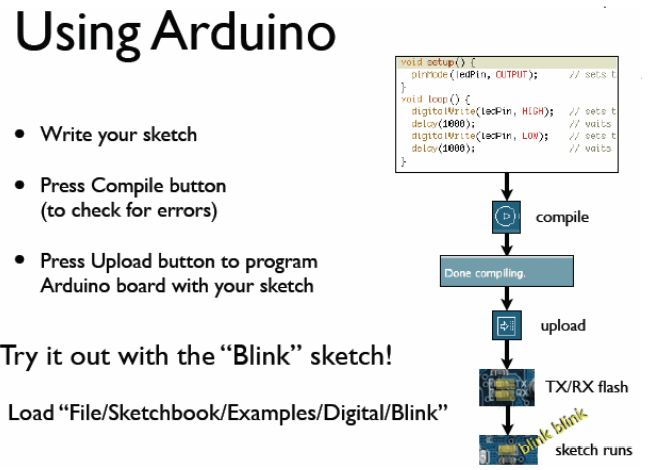 Using Arduino
• Write your sketch
• Press Compile button
(to check for errors)
• Press Upload button to program
Arduino board with your sketch
Try it out with the “Blink” sketch!
Load “File/Sketchbook/Examples/Digital/Blink”
void setup() {
pinMode(ledPin, OUTPUT); // sets t
}
void loop() {
digitalWrite(ledPin, HIGH); // sets t
delay(1000); // waits
digitalWrite(ledPin, LOW); // sets t
delay(1000); // waits
}
compile
Done compiling.
upload
TX
RX
TX/RX flash
blink blink
sketch runs